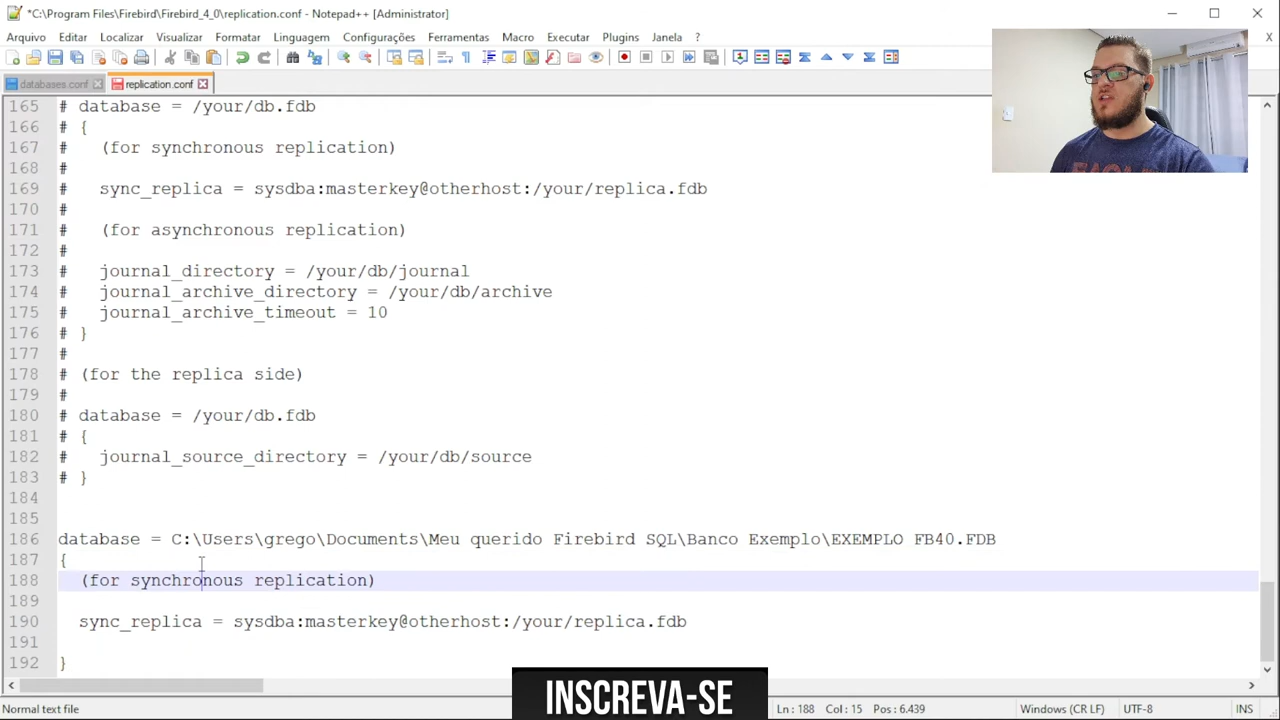 *C:\Program Files\Firebird\Firebird_4_0\replication.conf - Notepad++ [Administrator]
Arquivo Editar Localizar Visualizar Formatar Linguagem Configurações Ferramentas Macro Executar Plugins Janela ? X
databases.conf replication.conf
165 # database = /your/db.fdb
166 # {
167 #   (for synchronous replication)
168 #
169 #   sync_replica = sysdba:masterkey@otherhost:/your/replica.fdb
170 #
171 #   (for asynchronous replication)
172 #
173 #   journal_directory = /your/db/journal
174 #   journal_archive_directory = /your/db/archive
175 #   journal_archive_timeout = 10
176 # }
177 #
178 # (for the replica side)
179 #
180 # database = /your/db.fdb
181 # {
182 #   journal_source_directory = /your/db/source
183 # }
184
185
186 database = C:\Users\grego\Documents\Meu querido Firebird SQL\Banco Exemplo\EXEMPLO FB40.FDB
187 {
188   (for synchronous replication)
189
190   sync_replica = sysdba:masterkey@otherhost:/your/replica.fdb
191
192 }
INSCREVA-SE
Normal text file Ln : 188 Col : 15 Pos : 6.439 Windows (CR LF) UTF-8 INS